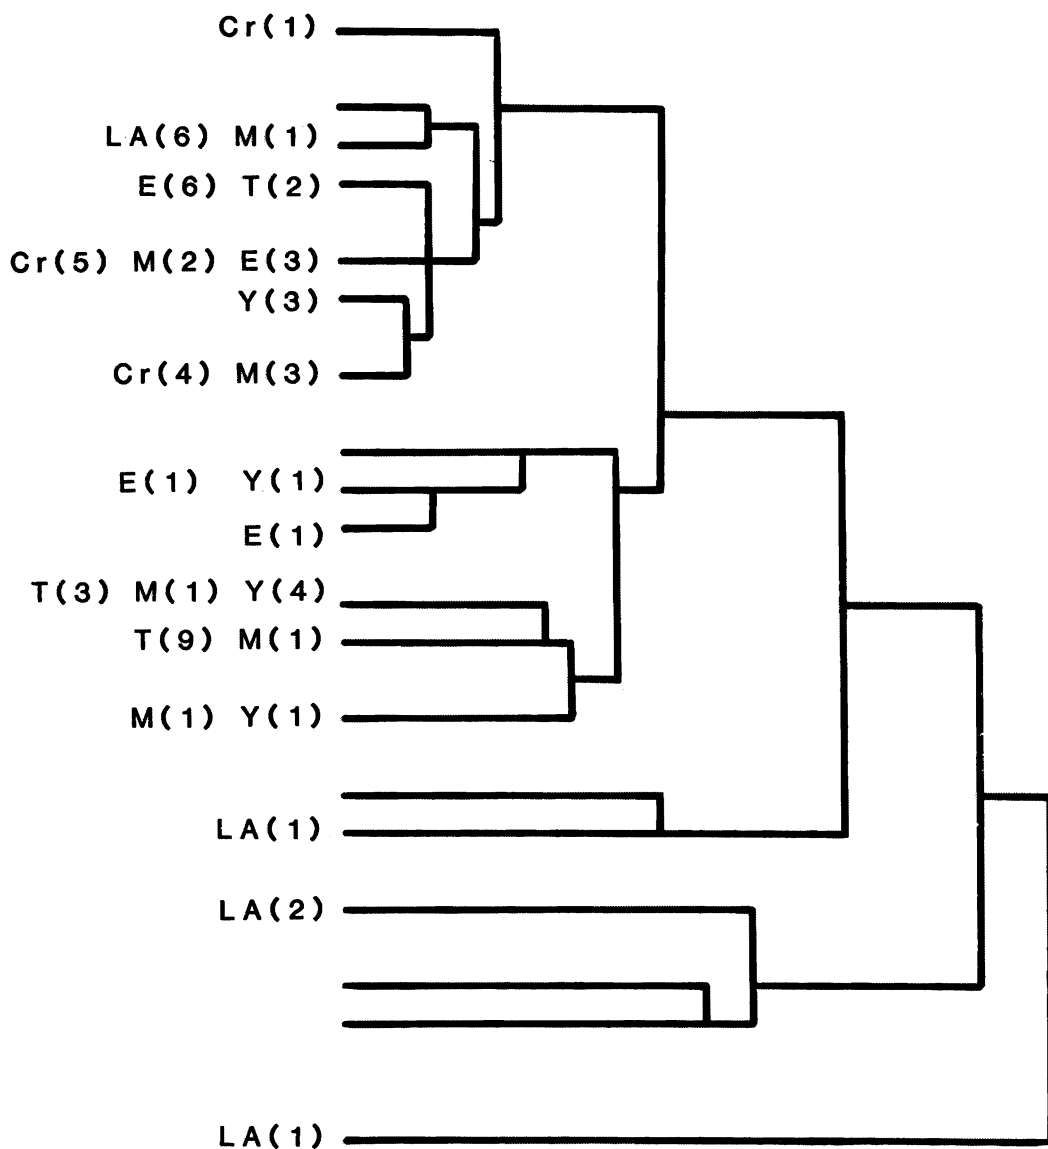 Cr(1)
LA(6) M(1)
E(6) T(2)
Cr(5) M(2) E(3)
Y(3)
Cr(4) M(3)
E(1) Y(1)
E(1)
T(3) M(1) Y(4)
T(9) M(1)
M(1) Y(1)
LA(1)
LA(2)
LA(1)